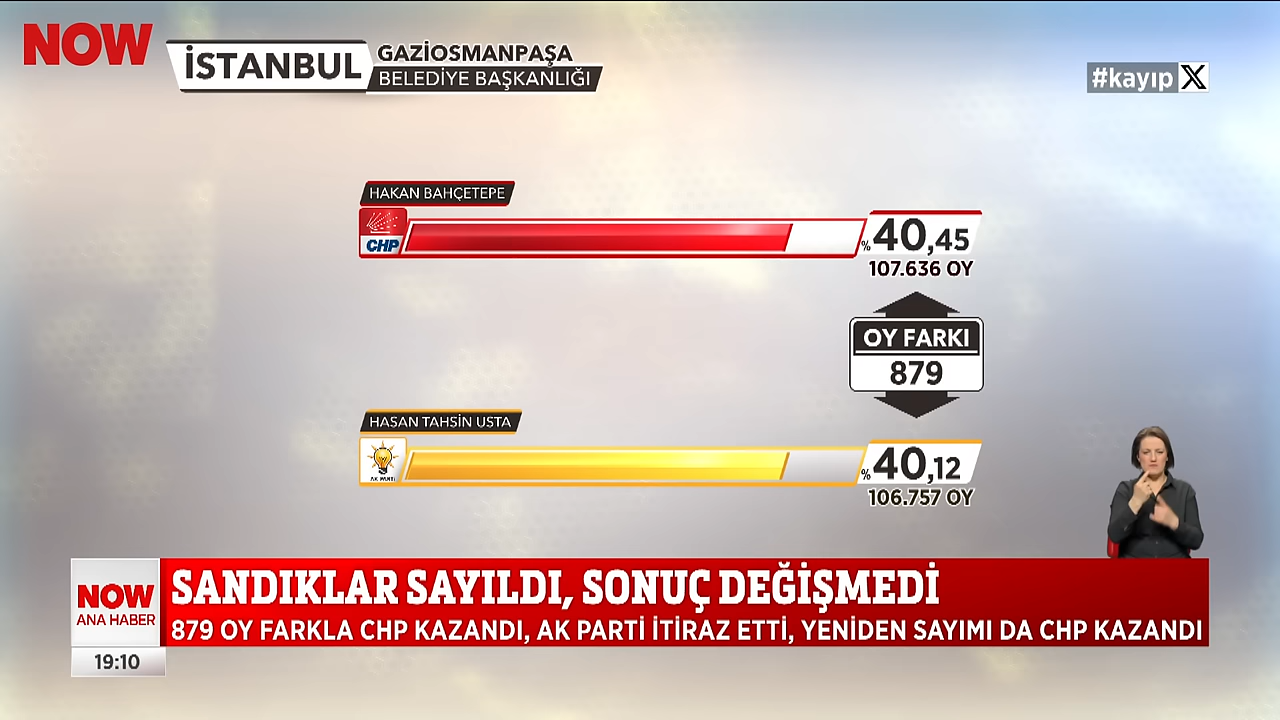 NOW
İSTANBUL
GAZİOSMANPAŞA
BELEDİYE BAŞKANLIĞI
#kayıp X
HAKAN BAHÇETEPE
CHP
%40,45
107.636 OY
OY FARKI
879
HASAN TAHSİN USTA
AK PARTİ
%40,12
106.757 OY
NOW
ANA HABER
SANDIKLAR SAYILDI, SONUÇ DEĞİŞMEDİ
879 OY FARKLA CHP KAZANDI, AK PARTİ İTİRAZ ETTİ, YENİDEN SAYIMI DA CHP KAZANDI
19:10